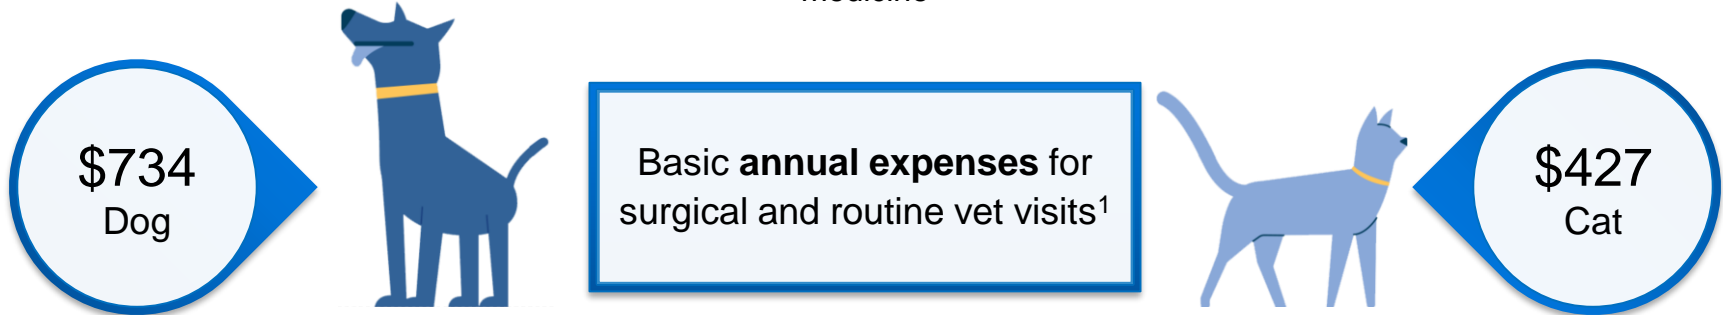 $734
Dog
Basic annual expenses for
surgical and routine vet visits¹
$427
Cat